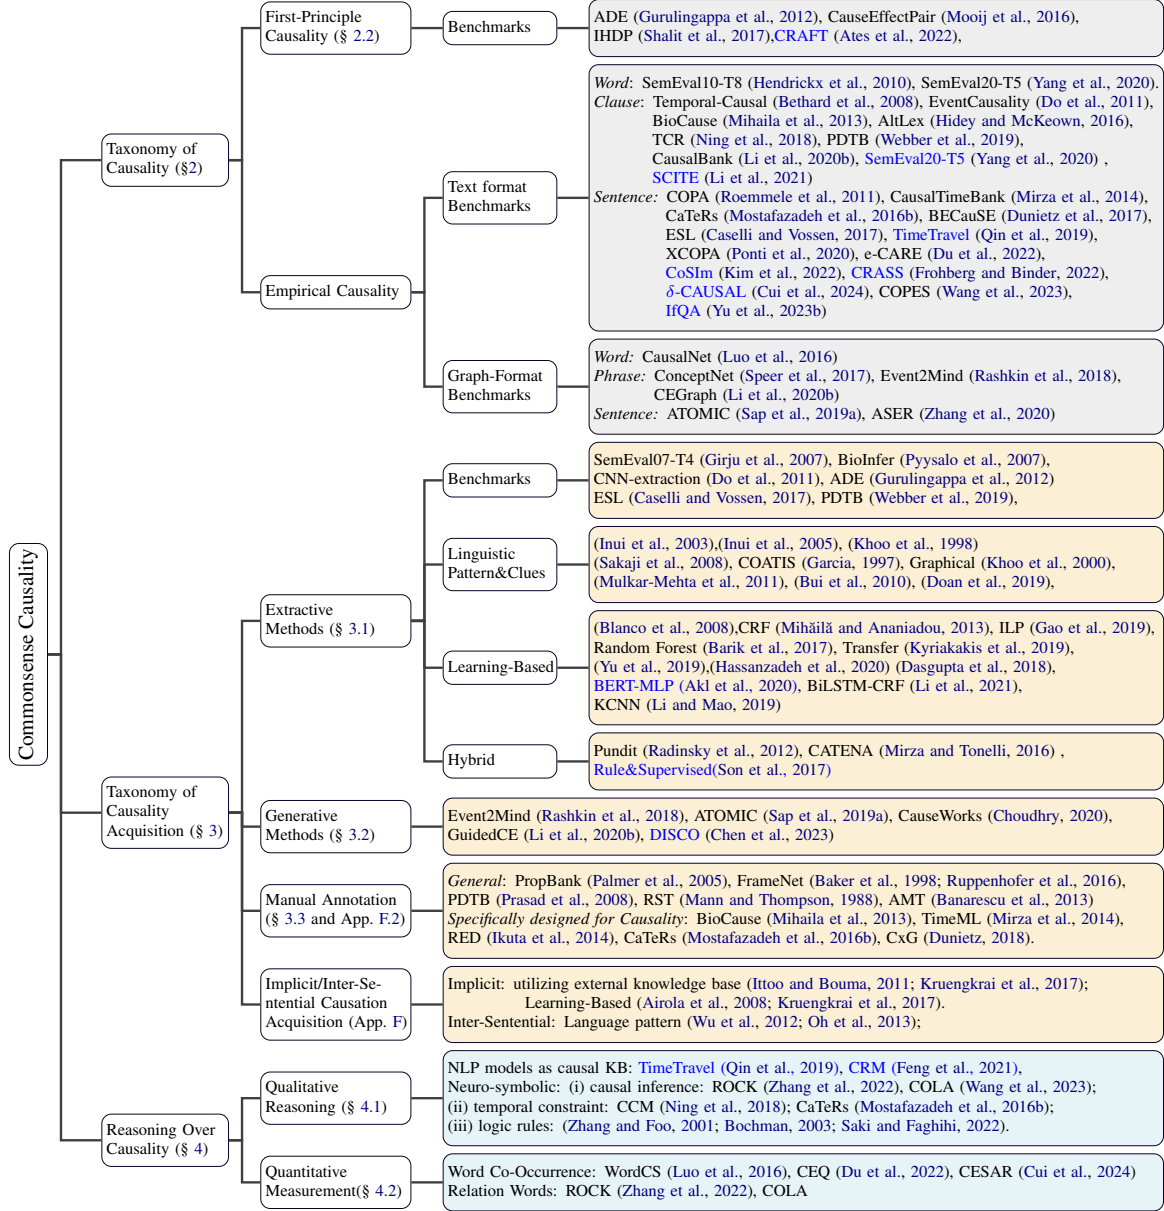 Commonsense Causality
Taxonomy of
Causality (§2)
First-Principle
Causality (§ 2.2)
Benchmarks
ADE (Gurulingappa et al., 2012), CauseEffectPair (Mooij et al., 2016),
IHDP (Shalit et al., 2017),CRAFT (Ates et al., 2022),
Empirical Causality
Text format
Benchmarks
Word: SemEval10-T8 (Hendrickx et al., 2010), SemEval20-T5 (Yang et al., 2020).
Clause: Temporal-Causal (Bethard et al., 2008), EventCausality (Do et al., 2011),
BioCause (Mihaila et al., 2013), AltLex (Hidey and McKeown, 2016),
TCR (Ning et al., 2018), PDTB (Webber et al., 2019),
CausalBank (Li et al., 2020b), SemEval20-T5 (Yang et al., 2020) ,
SCITE (Li et al., 2021)
Sentence: COPA (Roemmele et al., 2011), CausalTimeBank (Mirza et al., 2014),
CaTeRs (Mostafazadeh et al., 2016b), BECauSE (Dunietz et al., 2017),
ESL (Caselli and Vossen, 2017), TimeTravel (Qin et al., 2019),
XCOPA (Ponti et al., 2020), e-CARE (Du et al., 2022),
CoSIm (Kim et al., 2022), CRASS (Frohberg and Binder, 2022),
δ-CAUSAL (Cui et al., 2024), COPES (Wang et al., 2023),
IfQA (Yu et al., 2023b)
Graph-Format
Benchmarks
Word: CausalNet (Luo et al., 2016)
Phrase: ConceptNet (Speer et al., 2017), Event2Mind (Rashkin et al., 2018),
CEGraph (Li et al., 2020b)
Sentence: ATOMIC (Sap et al., 2019a), ASER (Zhang et al., 2020)
Taxonomy of
Causality
Acquisition (§ 3)
Extractive
Methods (§ 3.1)
Benchmarks
SemEval07-T4 (Girju et al., 2007), BioInfer (Pyysalo et al., 2007),
CNN-extraction (Do et al., 2011), ADE (Gurulingappa et al., 2012)
ESL (Caselli and Vossen, 2017), PDTB (Webber et al., 2019),
Linguistic
Pattern&Clues
(Inui et al., 2003),(Inui et al., 2005), (Khoo et al., 1998)
(Sakaji et al., 2008), COATIS (Garcia, 1997), Graphical (Khoo et al., 2000),
(Mulkar-Mehta et al., 2011), (Bui et al., 2010), (Doan et al., 2019),
Learning-Based
(Blanco et al., 2008),CRF (Mihăilă and Ananiadou, 2013), ILP (Gao et al., 2019),
Random Forest (Barik et al., 2017), Transfer (Kyriakakis et al., 2019),
(Yu et al., 2019),(Hassanzadeh et al., 2020) (Dasgupta et al., 2018),
BERT-MLP (Akl et al., 2020), BiLSTM-CRF (Li et al., 2021),
KCNN (Li and Mao, 2019)
Hybrid
Pundit (Radinsky et al., 2012), CATENA (Mirza and Tonelli, 2016) ,
Rule&Supervised(Son et al., 2017)
Generative
Methods (§ 3.2)
Event2Mind (Rashkin et al., 2018), ATOMIC (Sap et al., 2019a), CauseWorks (Choudhry, 2020),
GuidedCE (Li et al., 2020b), DISCO (Chen et al., 2023)
Manual Annotation
(§ 3.3 and App. F.2)
General: PropBank (Palmer et al., 2005), FrameNet (Baker et al., 1998; Ruppenhofer et al., 2016),
PDTB (Prasad et al., 2008), RST (Mann and Thompson, 1988), AMT (Banarescu et al., 2013)
Specifically designed for Causality: BioCause (Mihaila et al., 2013), TimeML (Mirza et al., 2014),
RED (Ikuta et al., 2014), CaTeRs (Mostafazadeh et al., 2016b), CxG (Dunietz, 2018).
Implicit/Inter-Se-
ntential Causation
Acquisition (App. F)
Implicit: utilizing external knowledge base (Ittoo and Bouma, 2011; Kruengkrai et al., 2017);
Learning-Based (Airola et al., 2008; Kruengkrai et al., 2017).
Inter-Sentential: Language pattern (Wu et al., 2012; Oh et al., 2013);
Reasoning Over
Causality (§ 4)
Qualitative
Reasoning (§ 4.1)
NLP models as causal KB: TimeTravel (Qin et al., 2019), CRM (Feng et al., 2021),
Neuro-symbolic: (i) causal inference: ROCK (Zhang et al., 2022), COLA (Wang et al., 2023);
(ii) temporal constraint: CCM (Ning et al., 2018); CaTeRs (Mostafazadeh et al., 2016b);
(iii) logic rules: (Zhang and Foo, 2001; Bochman, 2003; Saki and Faghihi, 2022).
Quantitative
Measurement(§ 4.2)
Word Co-Occurrence: WordCS (Luo et al., 2016), CEQ (Du et al., 2022), CESAR (Cui et al., 2024)
Relation Words: ROCK (Zhang et al., 2022), COLA